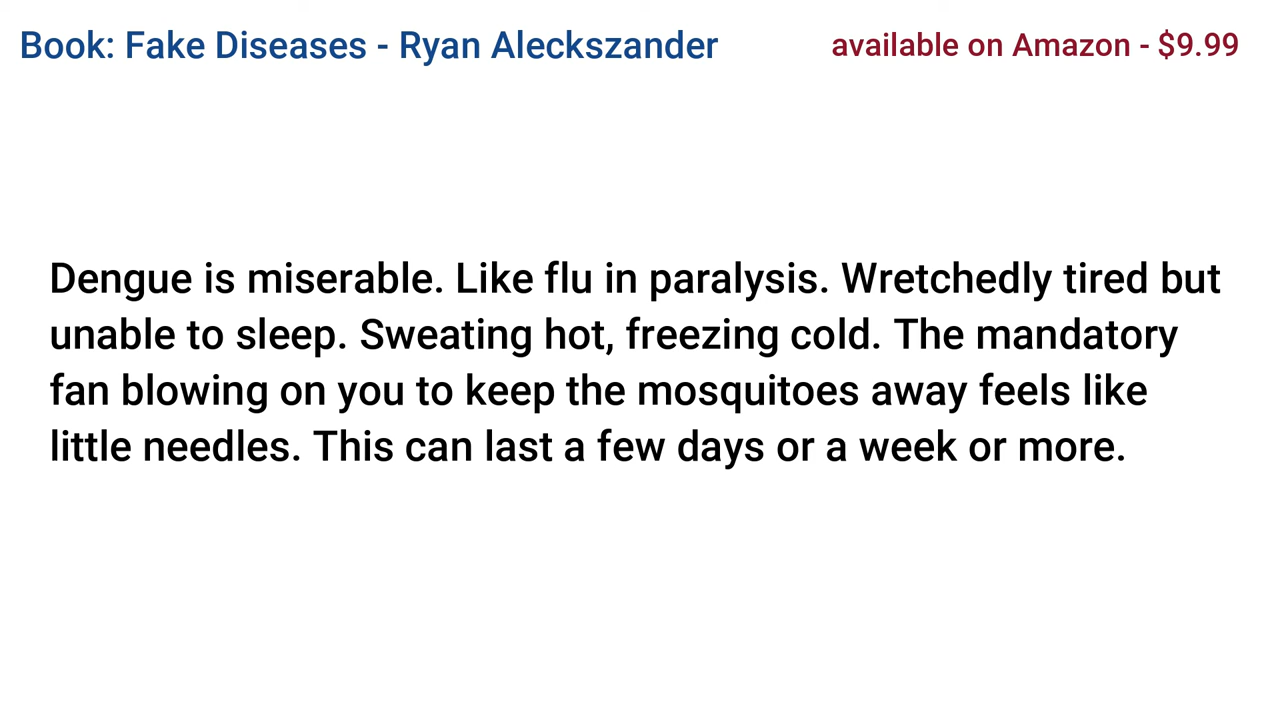 Book: Fake Diseases - Ryan Aleckszander
available on Amazon - $9.99
Dengue is miserable. Like flu in paralysis. Wretchedly tired but
unable to sleep. Sweating hot, freezing cold. The mandatory
fan blowing on you to keep the mosquitoes away feels like
little needles. This can last a few days or a week or more.